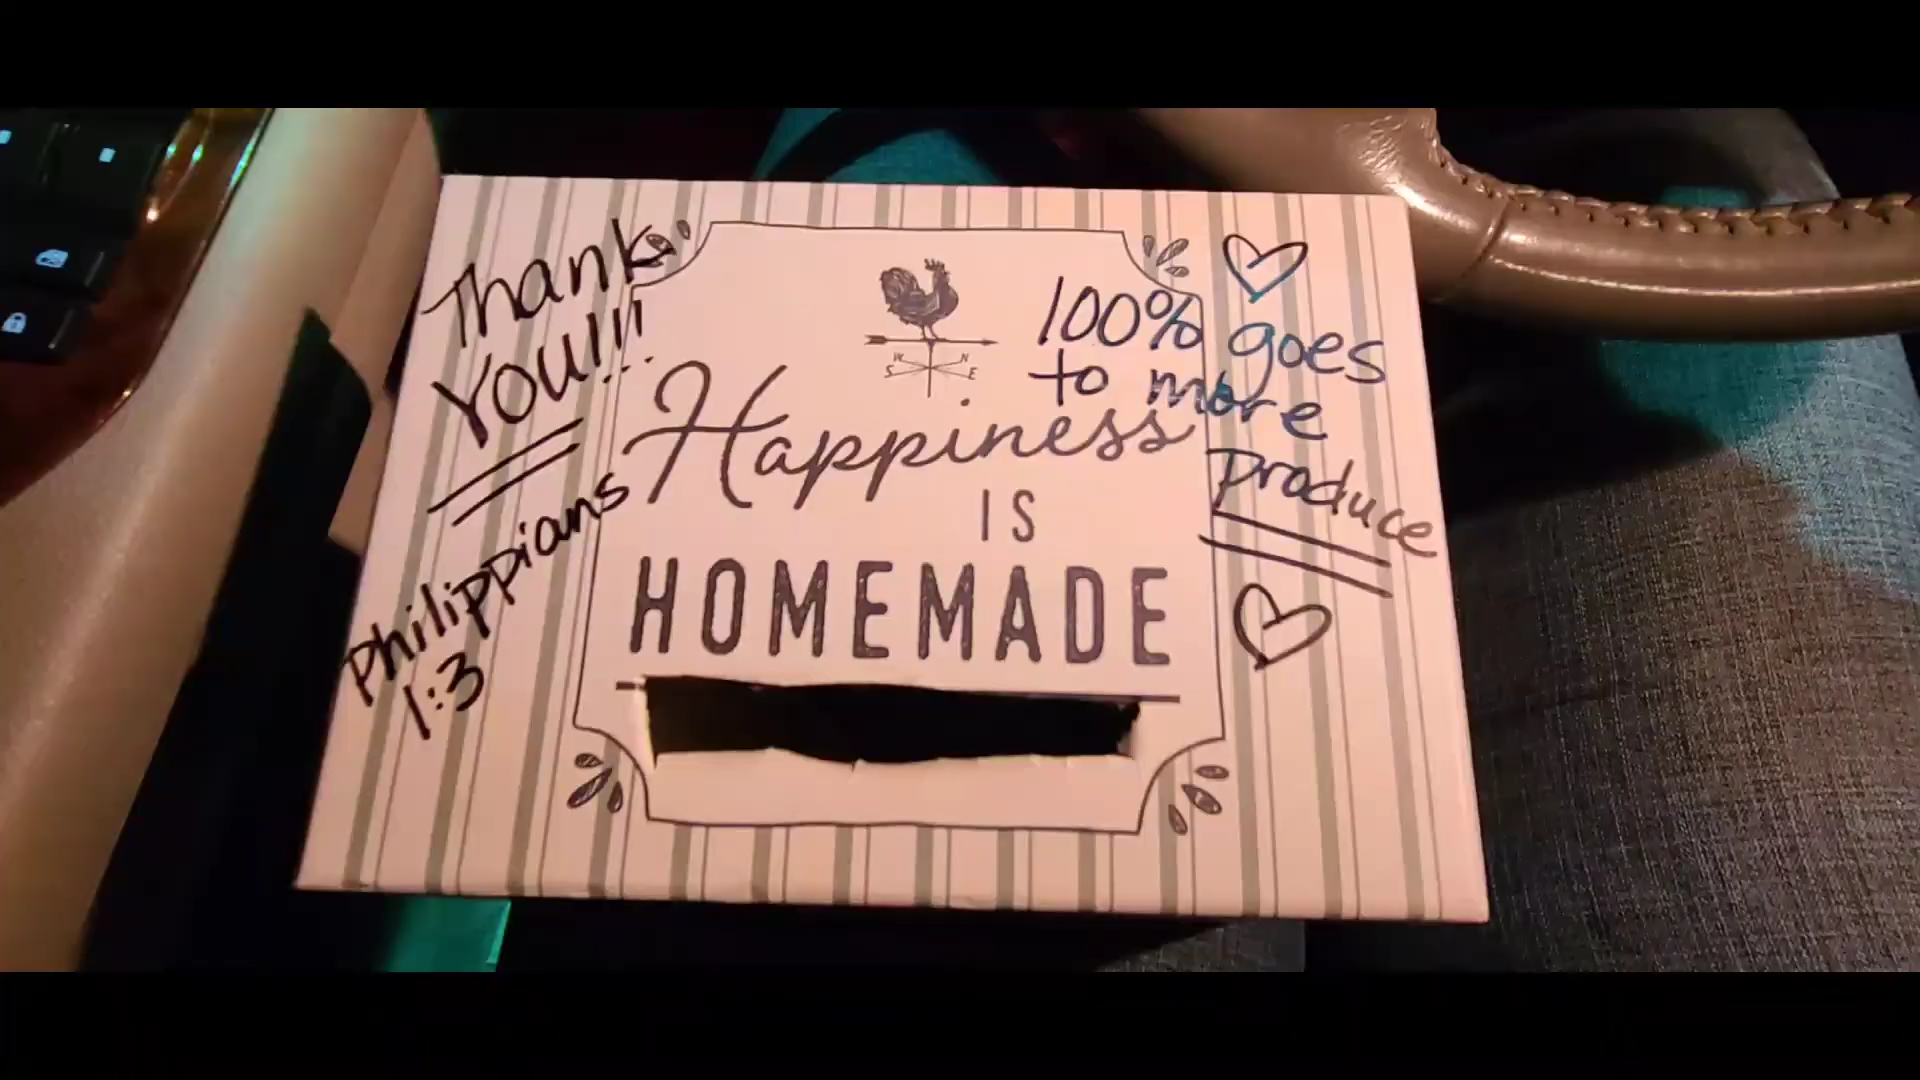 Thank
YOU!!!
Philippians
1:3
W N
S E
Happiness
IS
HOMEMADE
100% goes
to more
produce